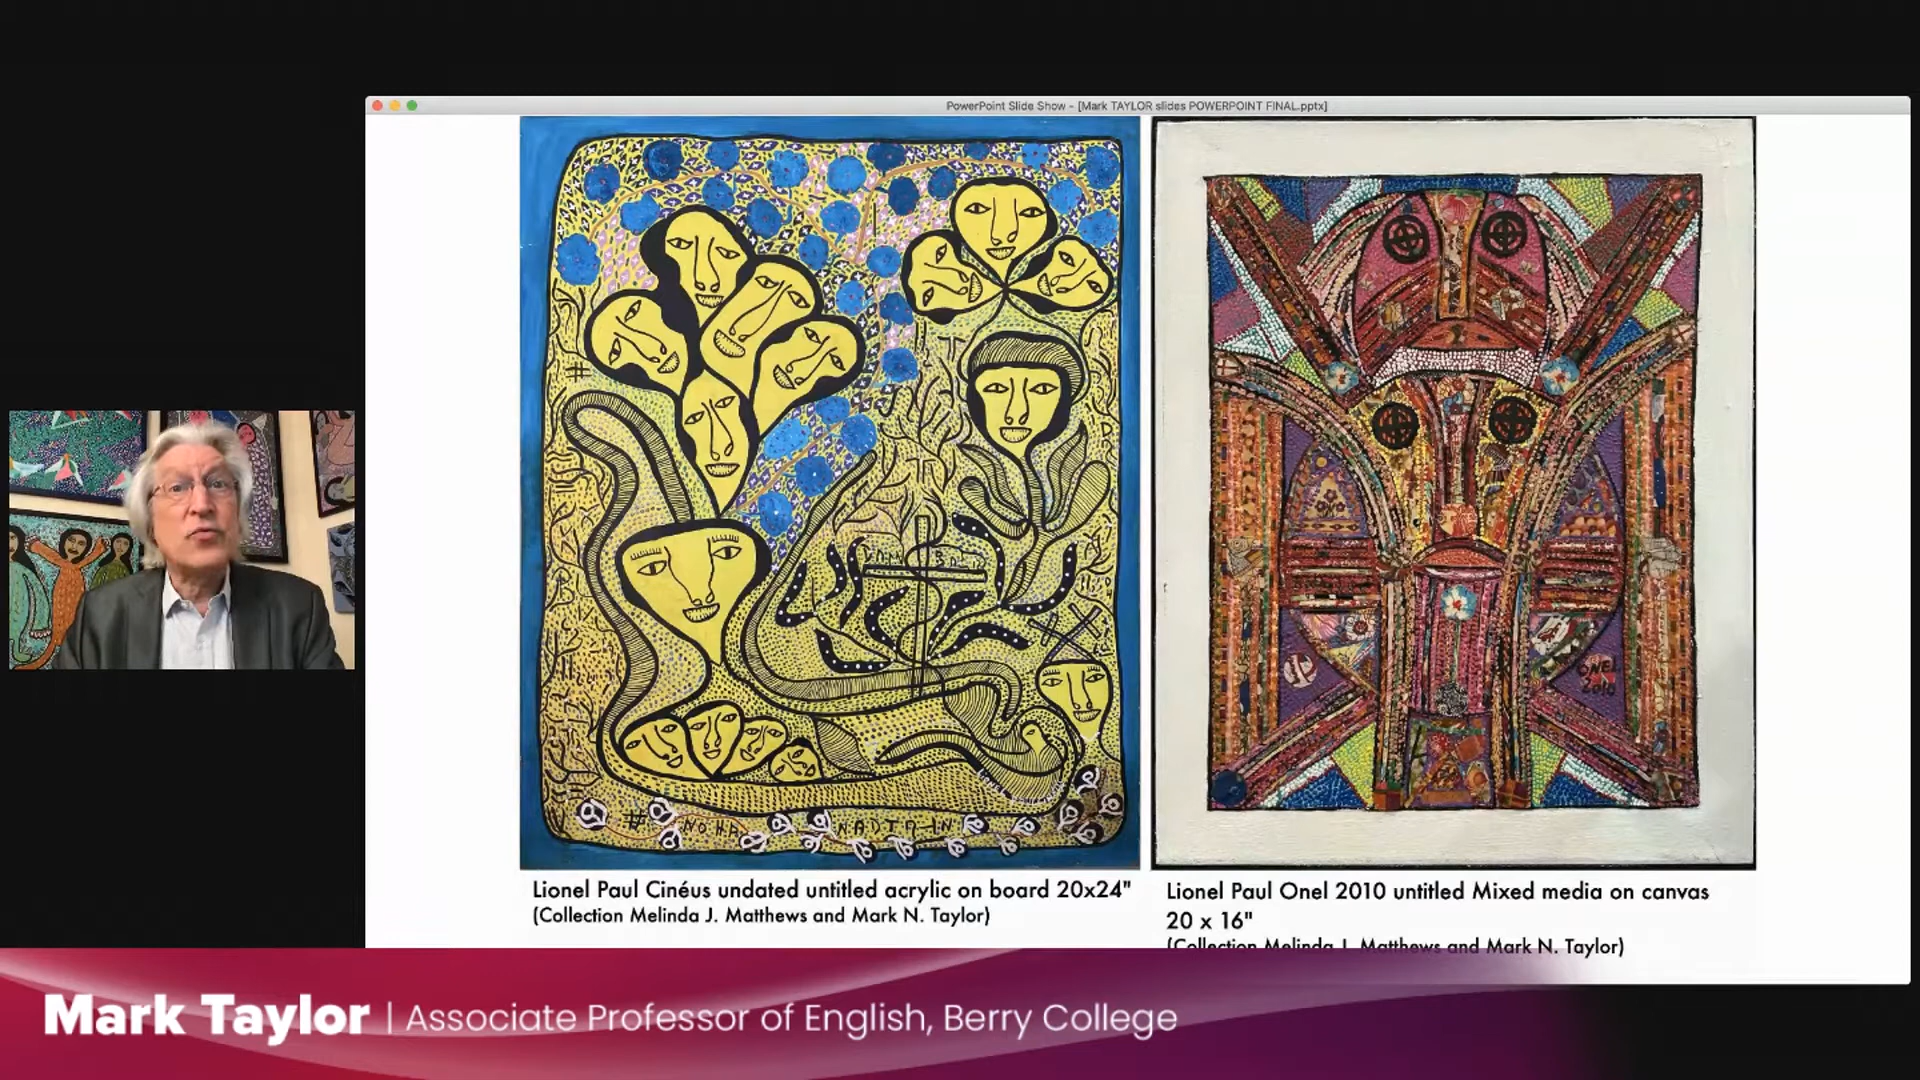 PowerPoint Slide Show - [Mark TAYLOR slides POWERPOINT FINAL.pptx]
Lionel Paul Cinéus undated untitled acrylic on board 20x24"
(Collection Melinda J. Matthews and Mark N. Taylor)
ONEL
2010
Lionel Paul Onel 2010 untitled Mixed media on canvas
20 x 16"
(Collection Melinda J. Matthews and Mark N. Taylor)
Mark Taylor | Associate Professor of English, Berry College